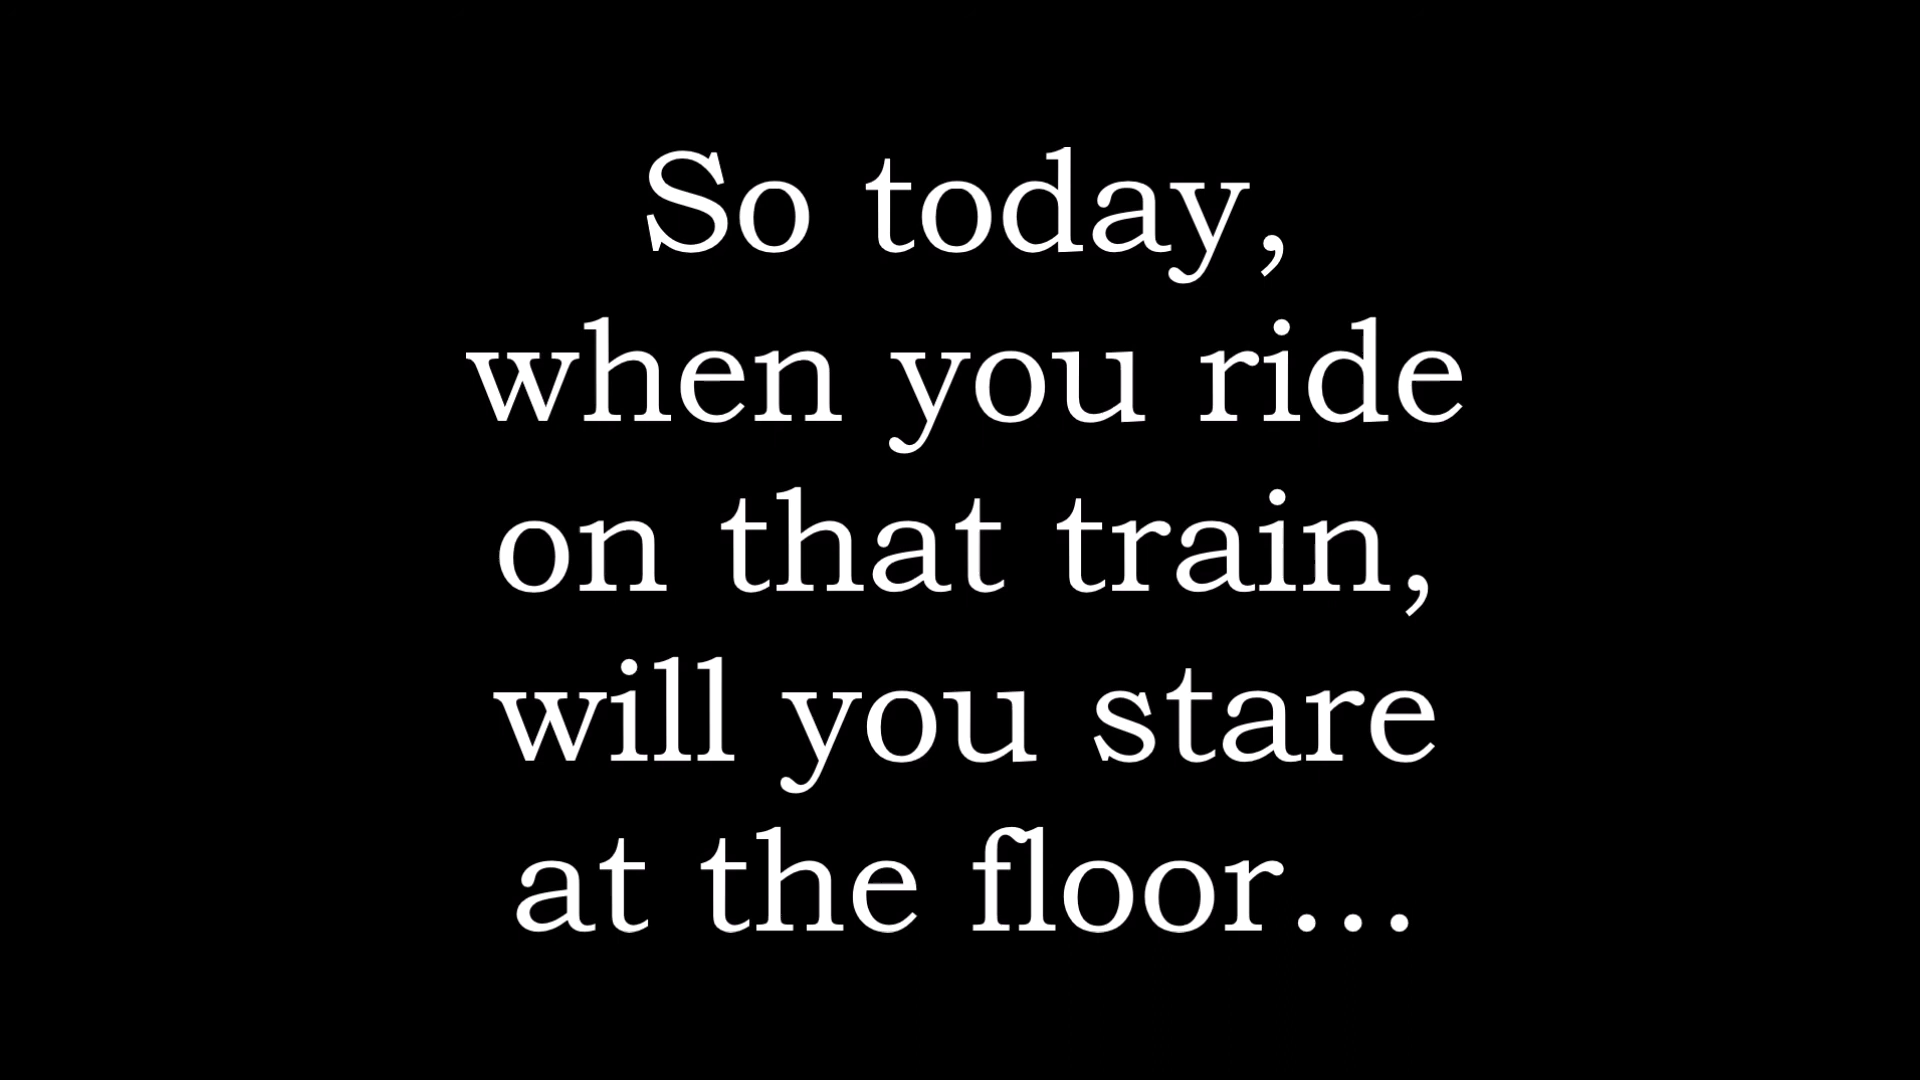 So today,
when you ride
on that train,
will you stare
at the floor...